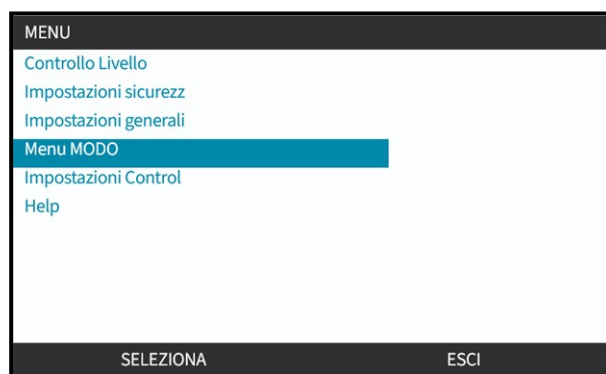 MENU
Controllo Livello
Impostazioni sicurezz
Impostazioni generali
Menu MODO
Impostazioni Control
Help
SELEZIONA ESCI